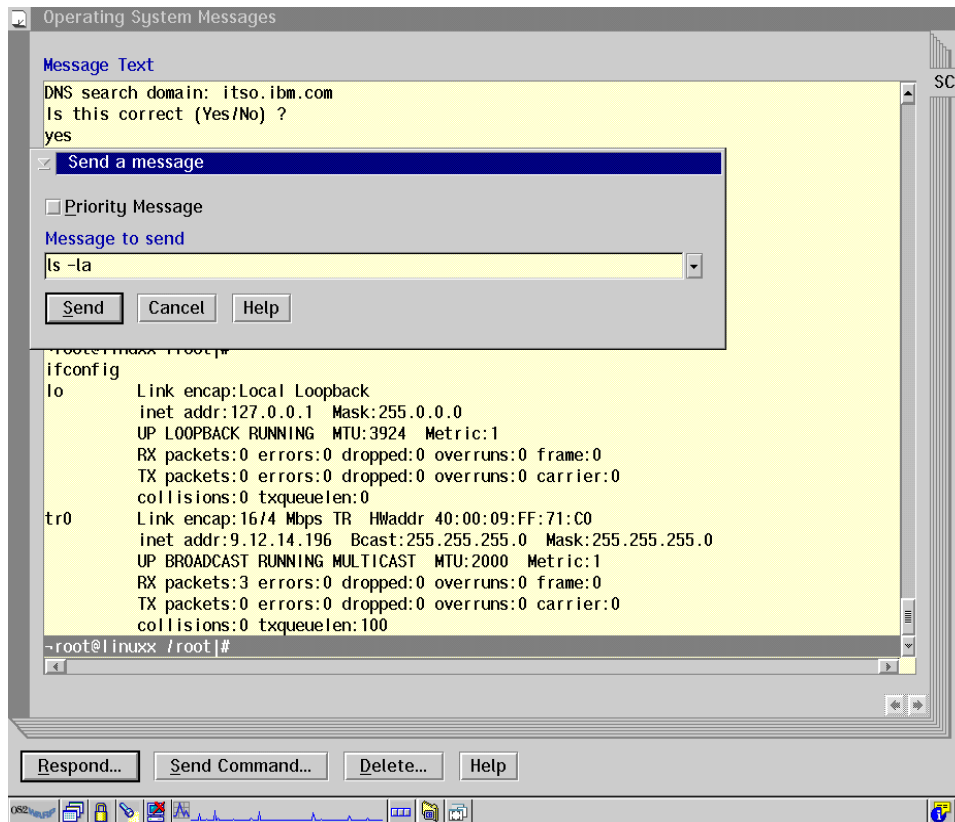 Operating System Messages
Message Text
SC
DNS search domain: itso.ibm.com
Is this correct (Yes/No) ?
yes
Send a message
Priority Message
Message to send
ls -la
Send Cancel Help
¬root@linuxx /root|#
ifconfig
lo Link encap:Local Loopback
inet addr:127.0.0.1 Mask:255.0.0.0
UP LOOPBACK RUNNING MTU:3924 Metric:1
RX packets:0 errors:0 dropped:0 overruns:0 frame:0
TX packets:0 errors:0 dropped:0 overruns:0 carrier:0
collisions:0 txqueuelen:0
tr0 Link encap:16/4 Mbps TR HWaddr 40:00:09:FF:71:C0
inet addr:9.12.14.196 Bcast:255.255.255.0 Mask:255.255.255.0
UP BROADCAST RUNNING MULTICAST MTU:2000 Metric:1
RX packets:3 errors:0 dropped:0 overruns:0 frame:0
TX packets:0 errors:0 dropped:0 overruns:0 carrier:0
collisions:0 txqueuelen:100
¬root@linuxx /root|#
Respond... Send Command... Delete... Help
OS2 WARP